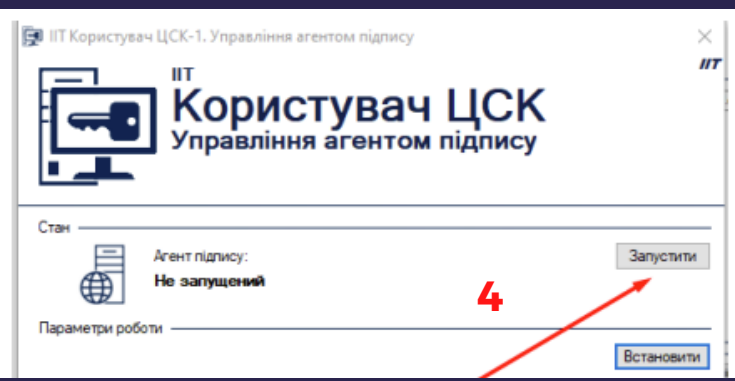 ІІТ Користувач ЦСК-1. Управління агентом підпису
ІІТ
ІІТ
Користувач ЦСК
Управління агентом підпису
Стан
Агент підпису:
Запустити
Не запущений
4
Параметри роботи
Встановити